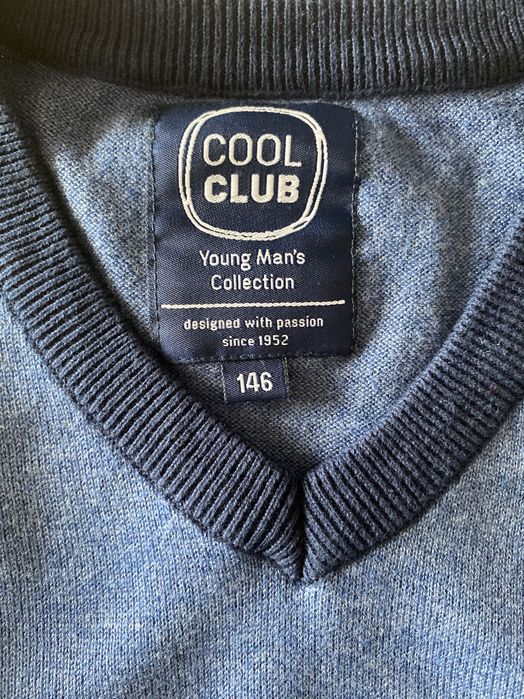 COOL
CLUB
Young Man's
Collection
designed with passion
since 1952
146